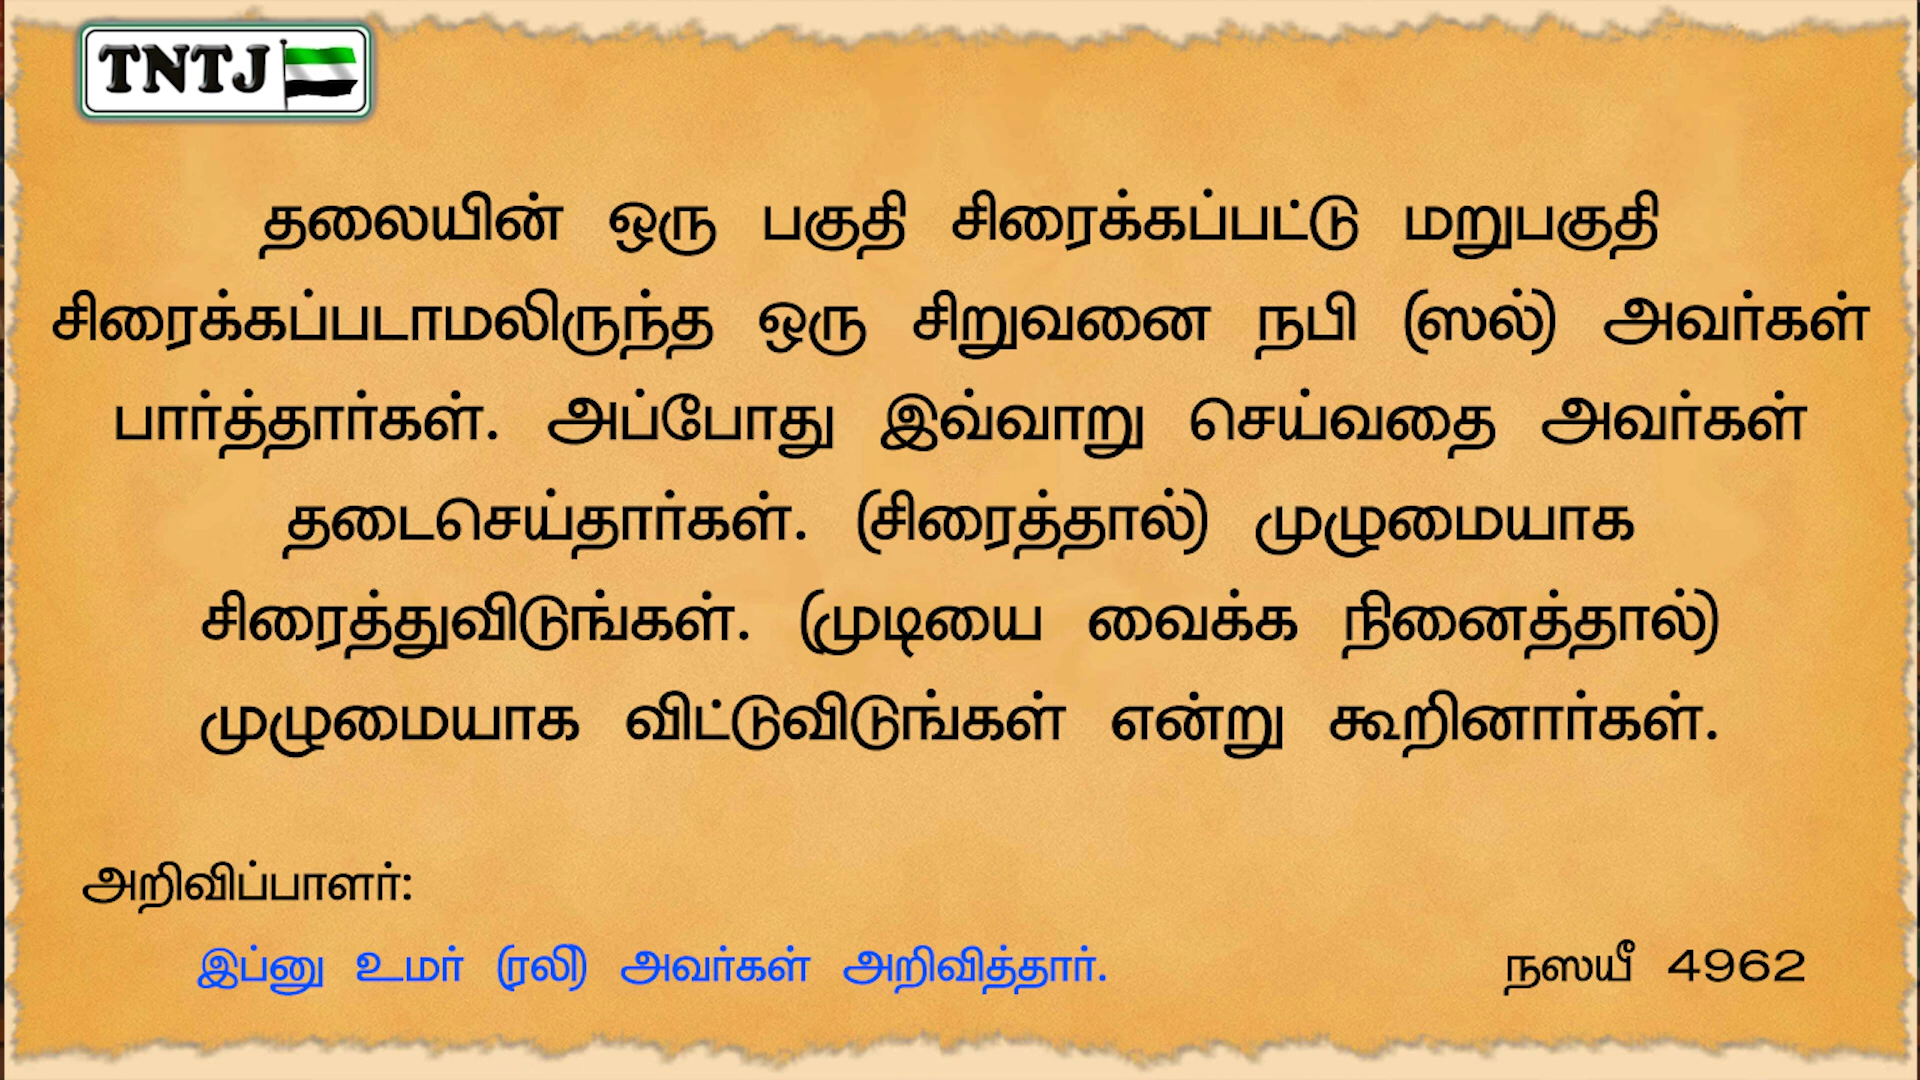 TNTJ
தலையின் ஒரு பகுதி சிரைக்கப்பட்டு மறுபகுதி
சிரைக்கப்படாமலிருந்த ஒரு சிறுவனை நபி (ஸல்) அவர்கள்
பார்த்தார்கள். அப்போது இவ்வாறு செய்வதை அவர்கள்
தடைசெய்தார்கள். (சிரைத்தால்) முழுமையாக
சிரைத்துவிடுங்கள். (முடியை வைக்க நினைத்தால்)
முழுமையாக விட்டுவிடுங்கள் என்று கூறினார்கள்.
அறிவிப்பாளர்:
இப்னு உமர் (ரலி) அவர்கள் அறிவித்தார். நஸயீ 4962